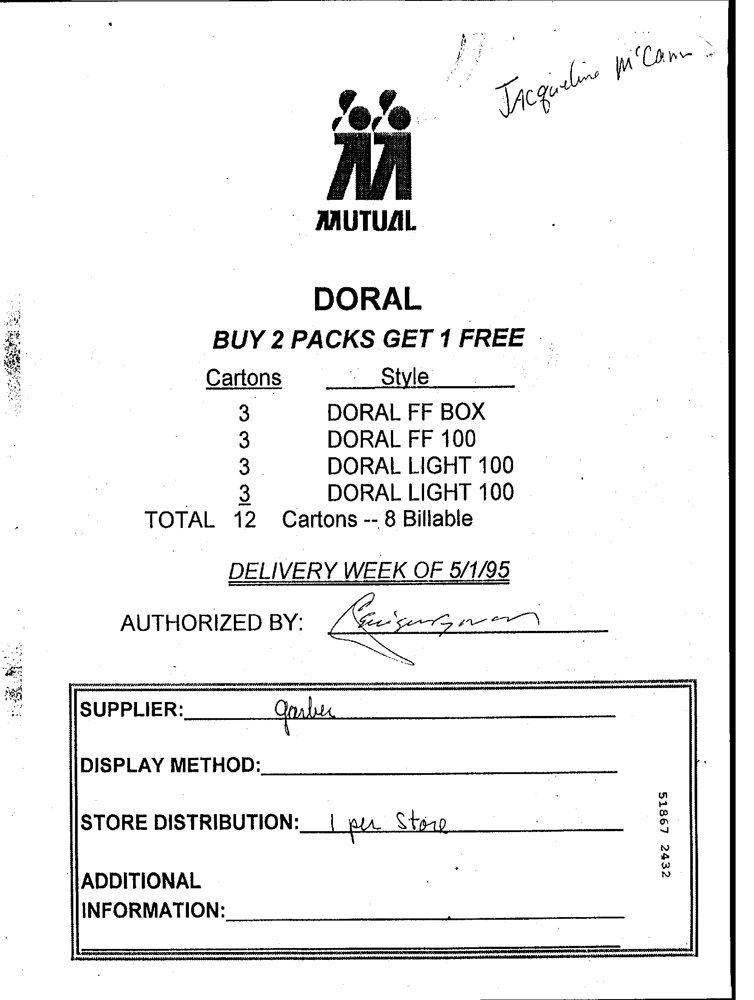 JAcqueline McCann
MUTUAL
DORAL
BUY 2 PACKS GET 1 FREE
Cartons Style
3 DORAL FF BOX
3 DORAL FF 100
3 DORAL LIGHT 100
3 DORAL LIGHT 100
TOTAL 12 Cartons -- 8 Billable
DELIVERY WEEK OF 5/1/95
AUTHORIZED BY:
SUPPLIER: garber
DISPLAY METHOD:
STORE DISTRIBUTION: 1 per Store
ADDITIONAL
INFORMATION:
51867 2432